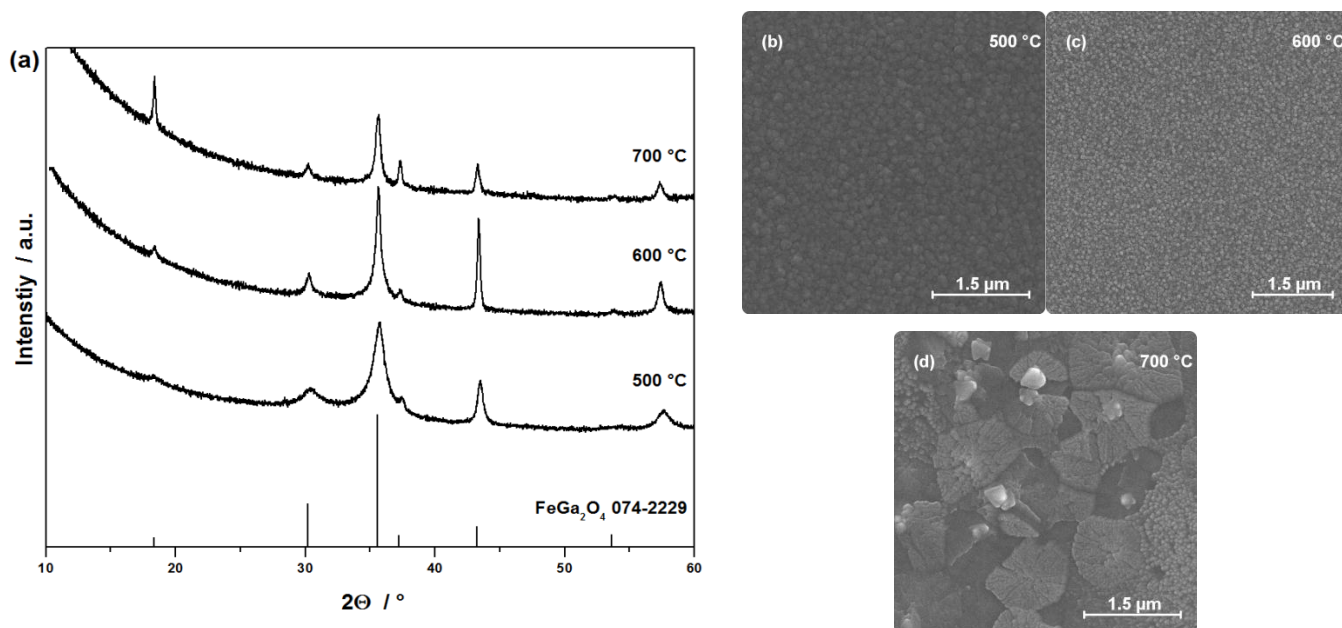 (a)
Intenstiy / a.u.
700 °C
600 °C
500 °C
FeGa₂O₄ 074-2229
10 20 30 40 50 60
2Θ / °
(b) 500 °C
1.5 µm
(c) 600 °C
1.5 µm
(d) 700 °C
1.5 µm